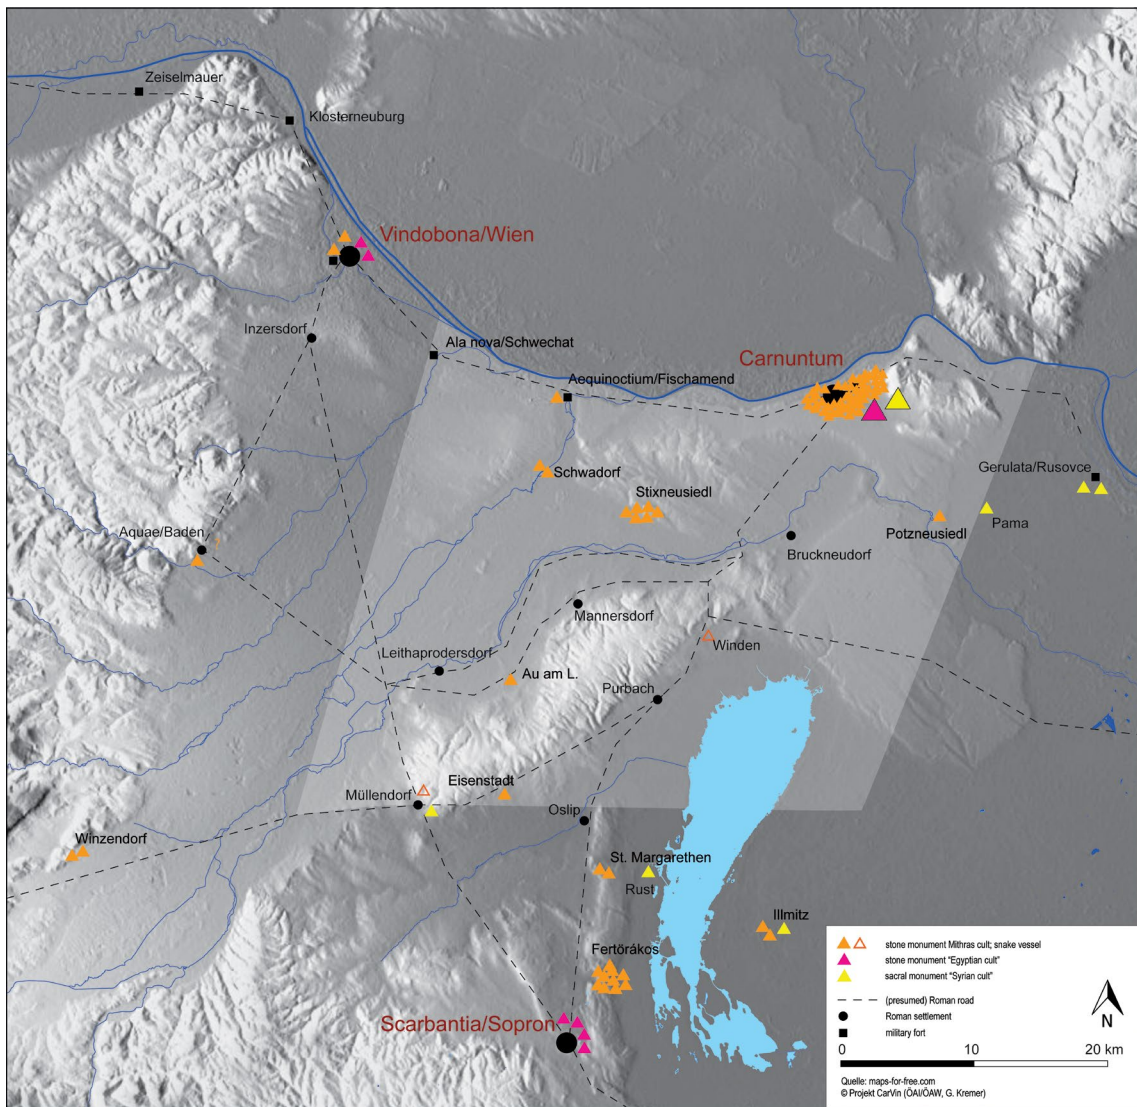 Zeiselmauer
Klosterneuburg
Vindobona/Wien
Inzersdorf
Ala nova/Schwechat
Carnuntum
Aequinoctium/Fischamend
Schwadorf
Gerulata/Rusovce
Stixneusiedl
Pama
Potzneusiedl
Aquae/Baden
?
Bruckneudorf
Mannersdorf
Winden
Leithaprodersdorf
Au am L.
Purbach
Eisenstadt
Müllendorf
Oslip
Winzendorf
St. Margarethen
Rust
Illmitz
Fertörákos
Scarbantia/Sopron
stone monument Mithras cult; snake vessel
stone monument "Egyptian cult"
sacral monument "Syrian cult"
(presumed) Roman road
Roman settlement
military fort
N
0 10 20 km
Quelle: maps-for-free.com
© Projekt CarVin (ÖAI/ÖAW, G. Kremer)